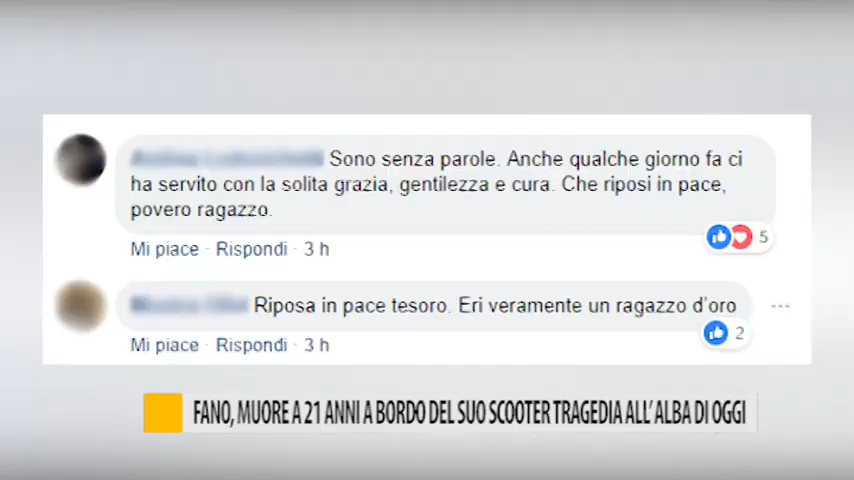 Sono senza parole. Anche qualche giorno fa ci
ha servito con la solita grazia, gentilezza e cura. Che riposi in pace,
povero ragazzo.
5
Mi piace · Rispondi · 3 h
Riposa in pace tesoro. Eri veramente un ragazzo d'oro
2
Mi piace · Rispondi · 3 h
FANO, MUORE A 21 ANNI A BORDO DEL SUO SCOOTER TRAGEDIA ALL' ALBA DI OGGI